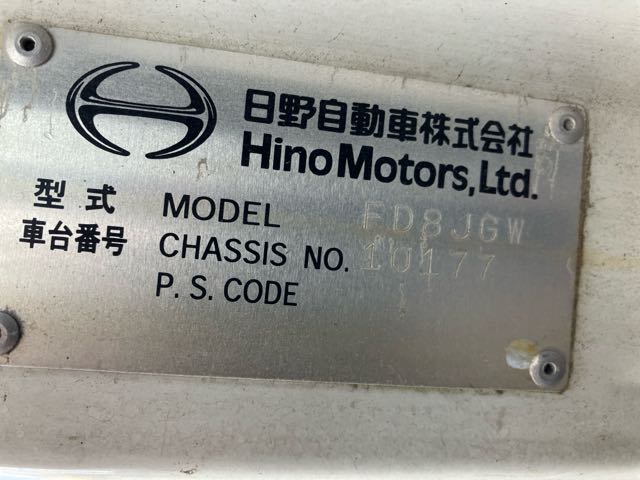 日野自動車株式会社
Hino Motors, Ltd.
型式 MODEL FD8JGW
車台番号 CHASSIS NO. 10177
P. S. CODE